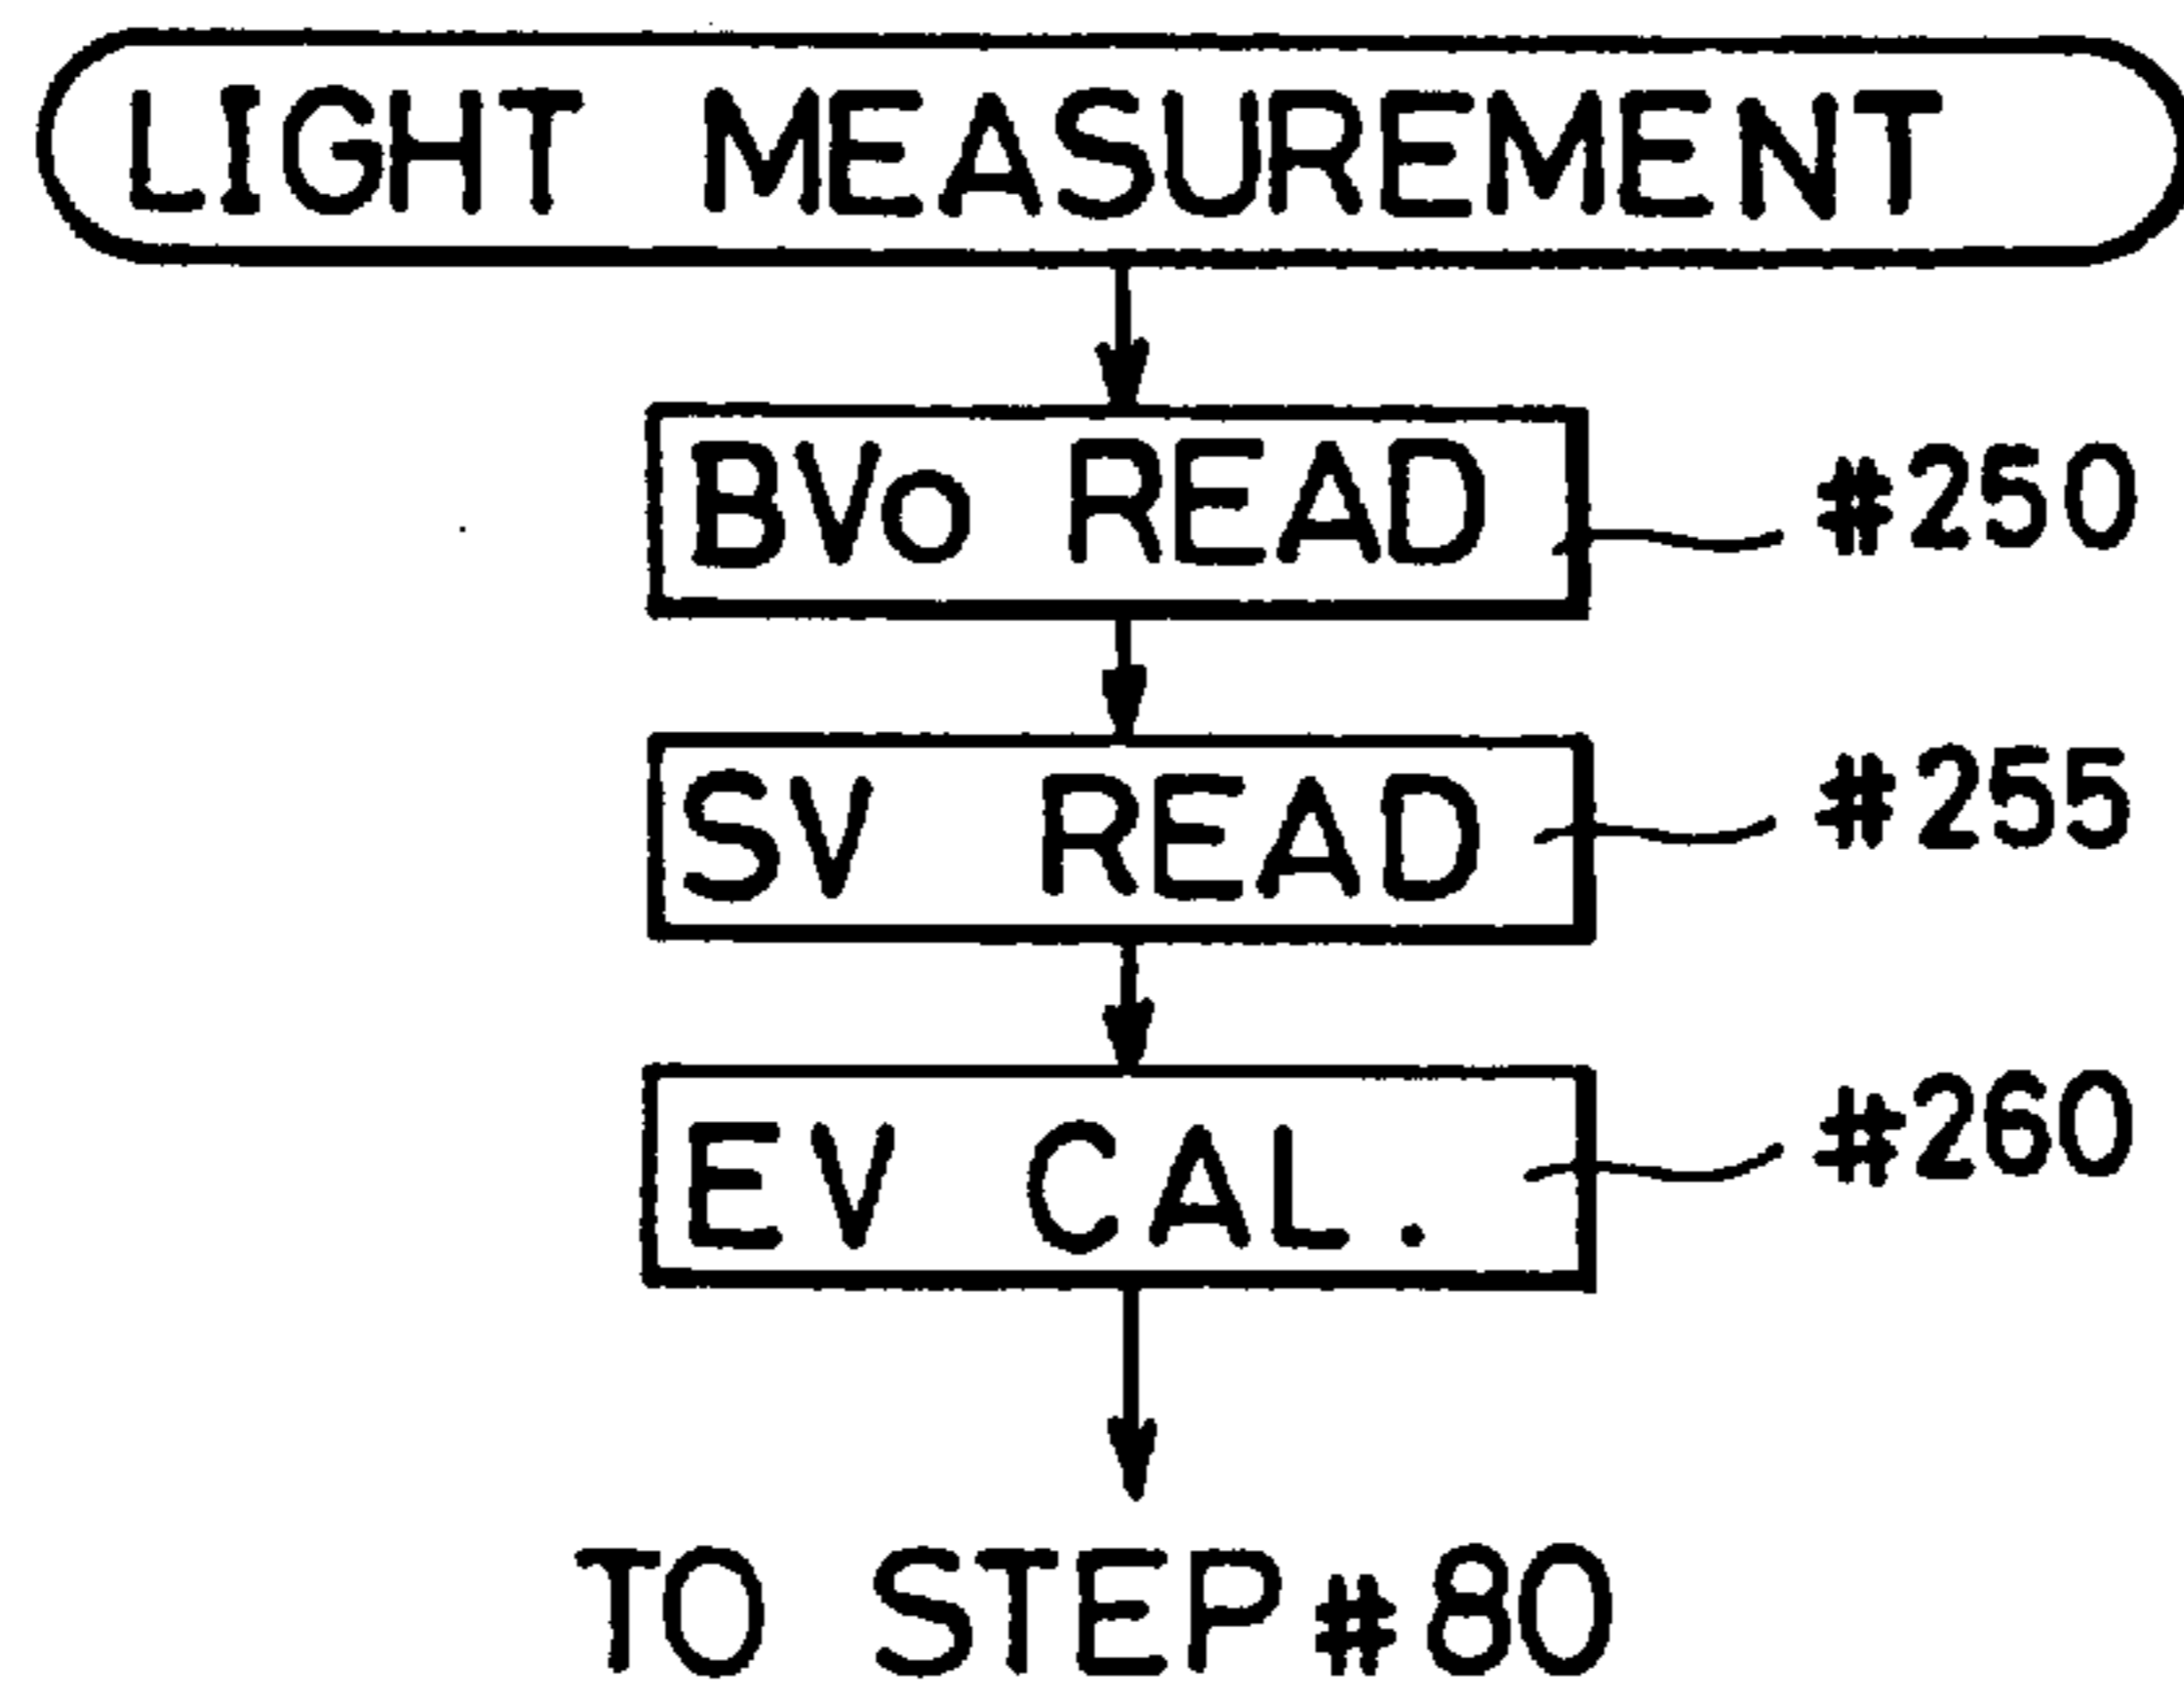 LIGHT MEASUREMENT
BVo READ #250
SV READ #255
EV CAL. #260
TO STEP #80